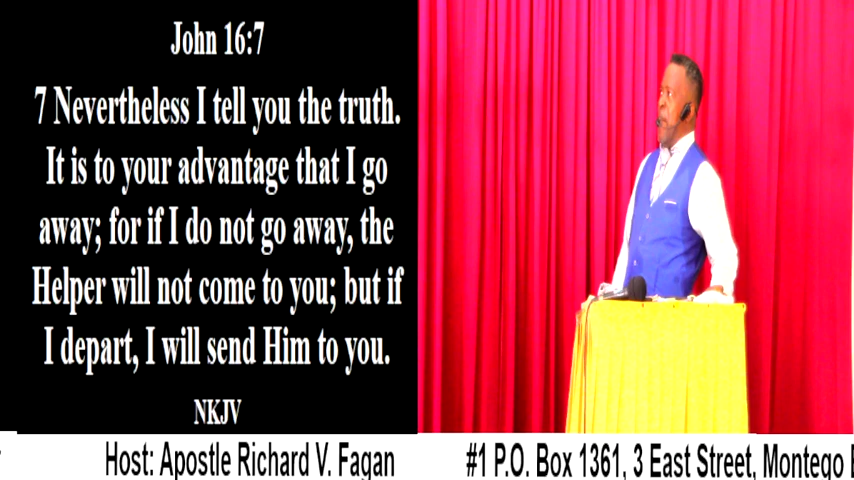 John 16:7
7 Nevertheless I tell you the truth.
It is to your advantage that I go
away; for if I do not go away, the
Helper will not come to you; but if
I depart, I will send Him to you.
NKJV
Host: Apostle Richard V. Fagan #1 P.O. Box 1361, 3 East Street, Montego